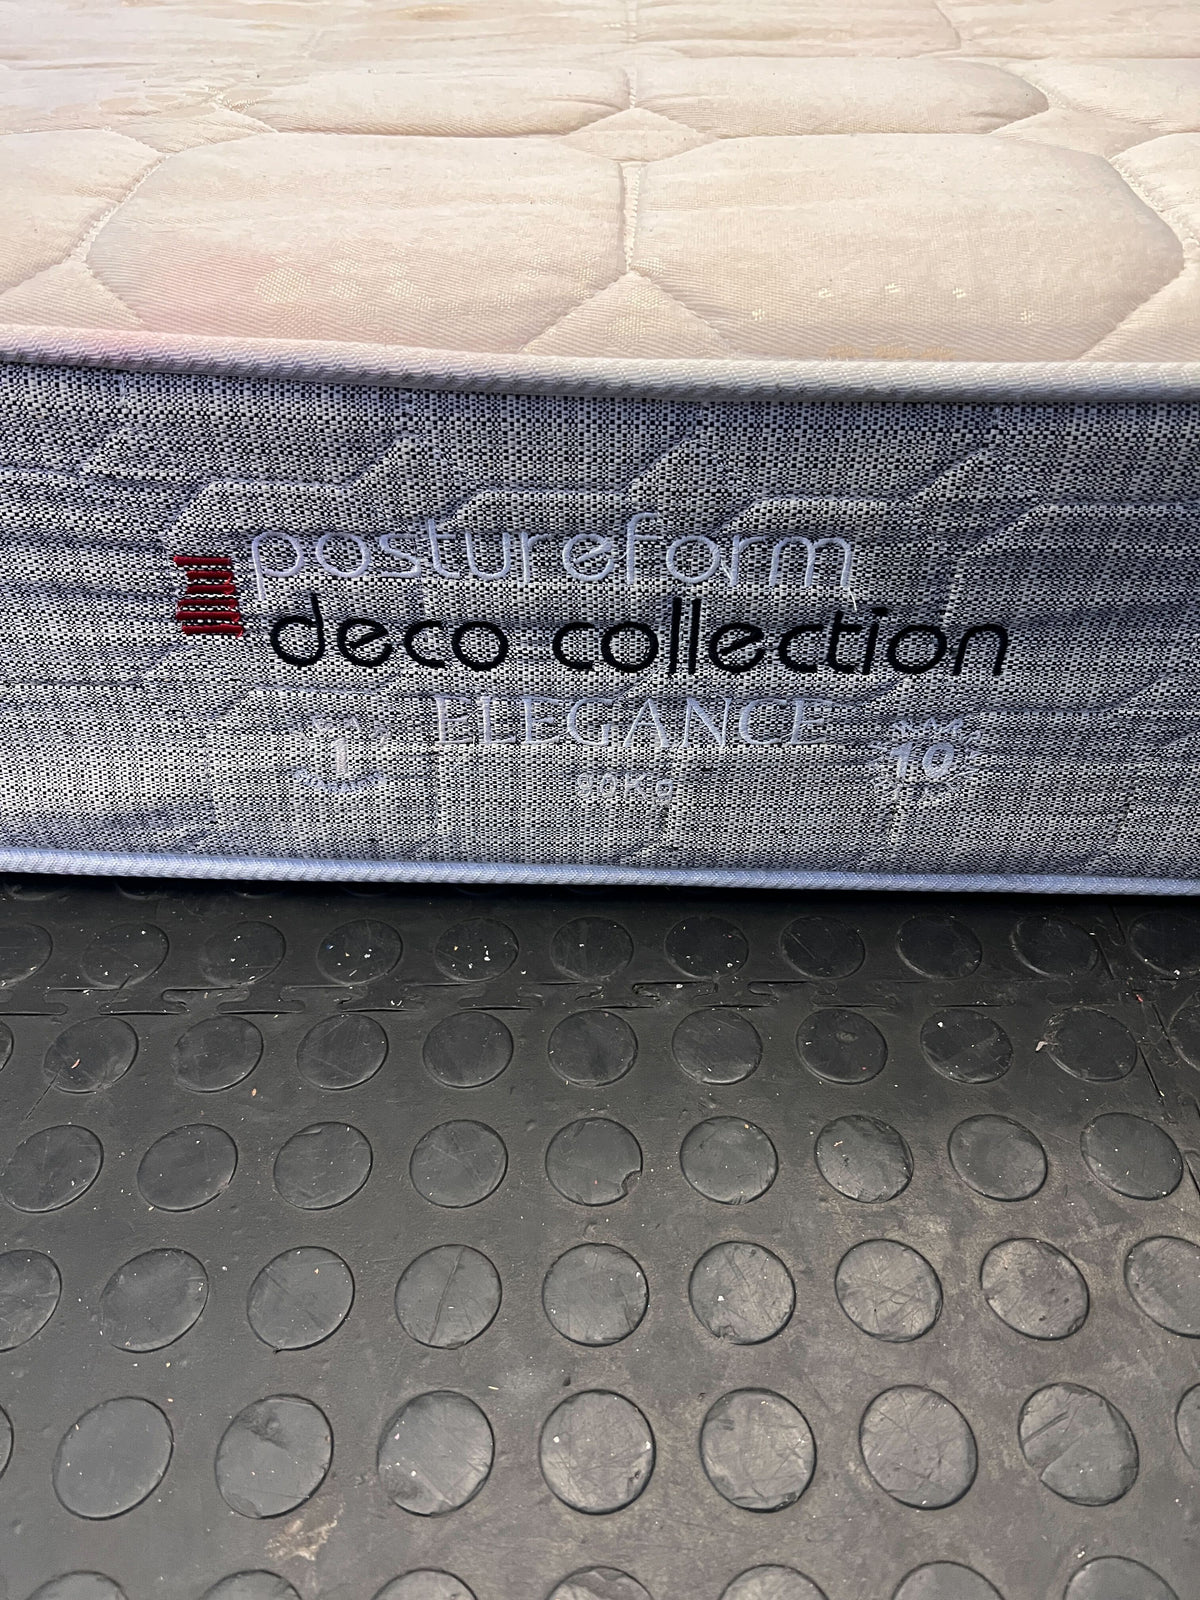 postureform
deco collection
ELEGANCE
1
10
90Kg